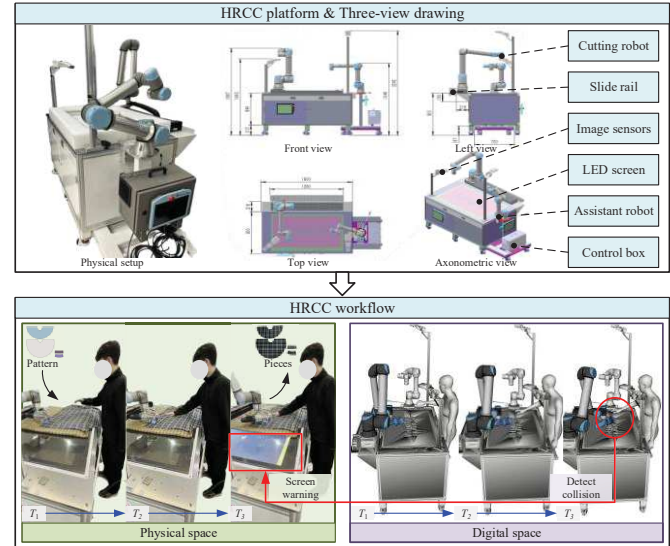 HRCC platform & Three-view drawing
Cutting robot
Slide rail
Image sensors
LED screen
Assistant robot
Control box
Front view
Left view
Physical setup
Top view
Axonometric view
HRCC workflow
Pattern
Pieces
Screen
warning
Detect
collision
T1
T2
T3
T1
T2
T3
Physical space
Digital space